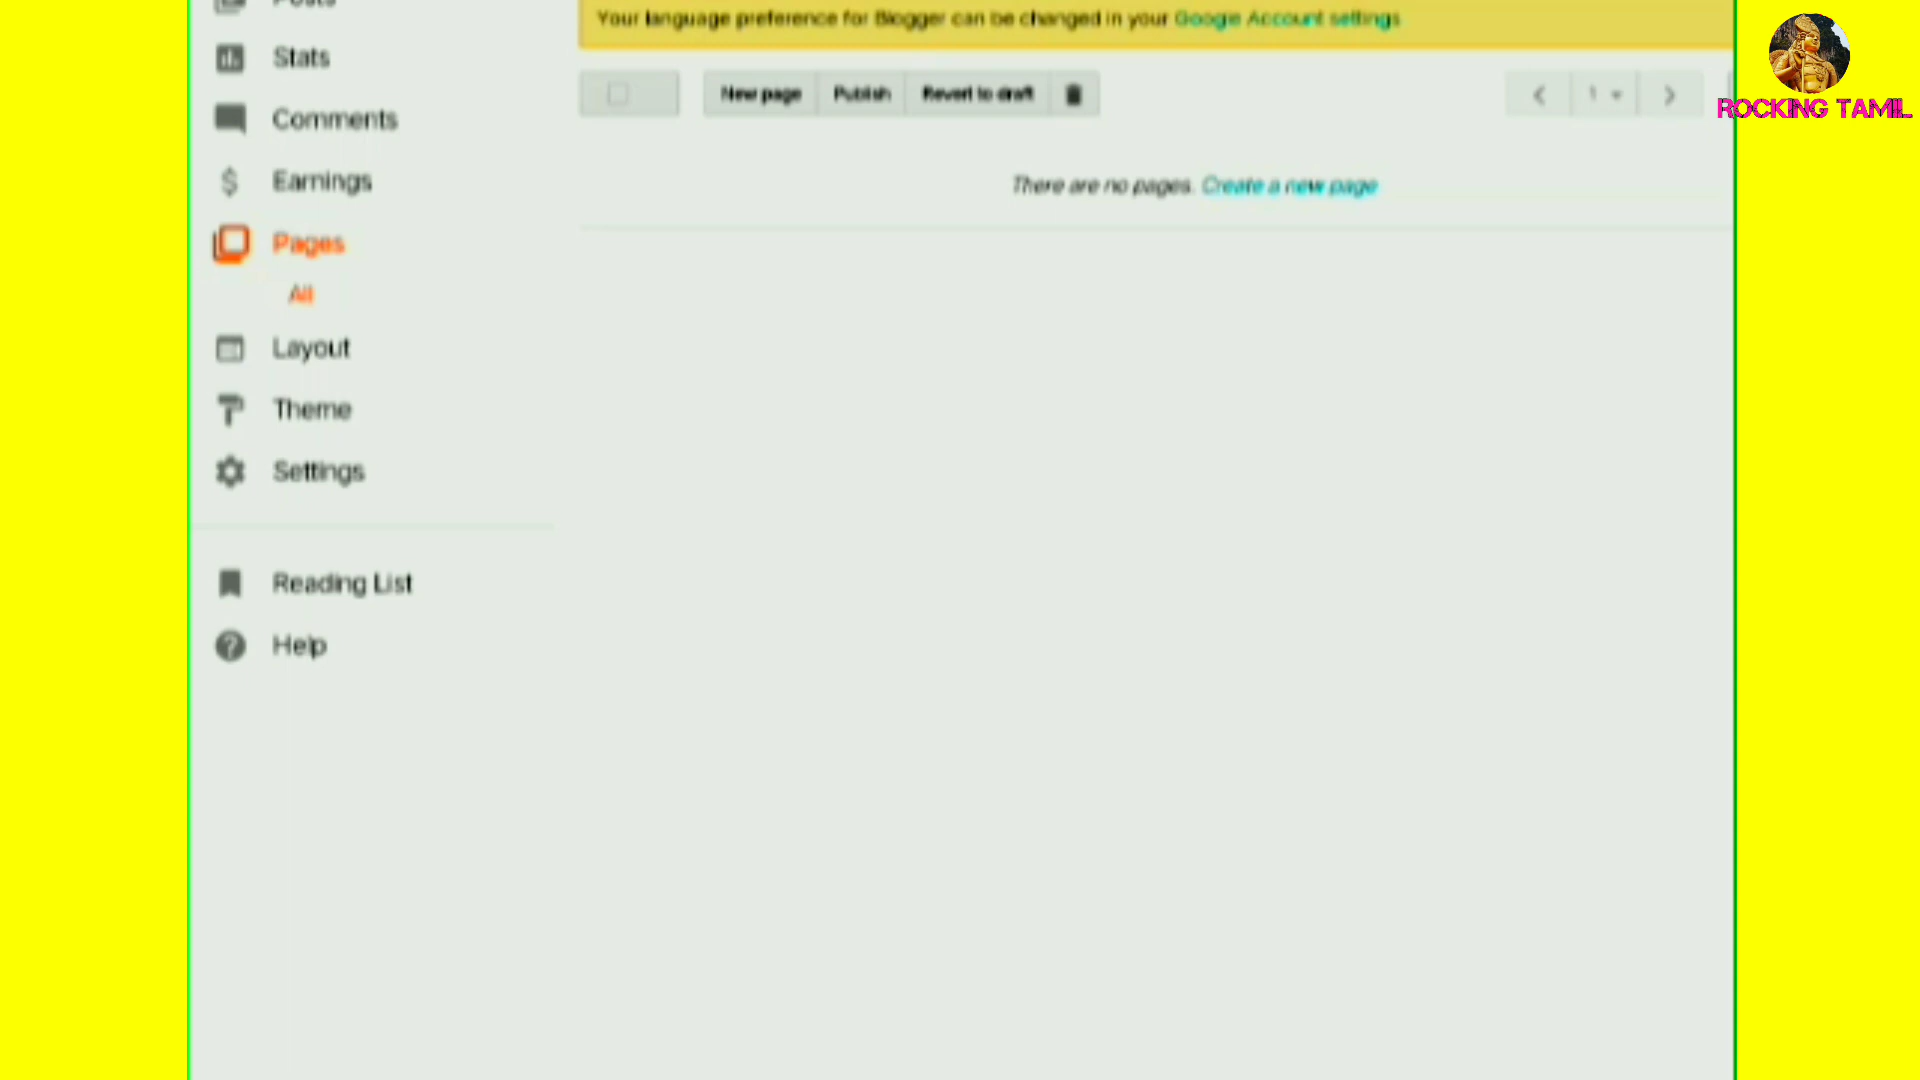 Posts
Stats
Comments
Earnings
Pages
All
Layout
Theme
Settings
Reading List
Help
Your language preference for Blogger can be changed in your Google Account settings
New page Publish Revert to draft
1
There are no pages. Create a new page
ROCKING TAMIL